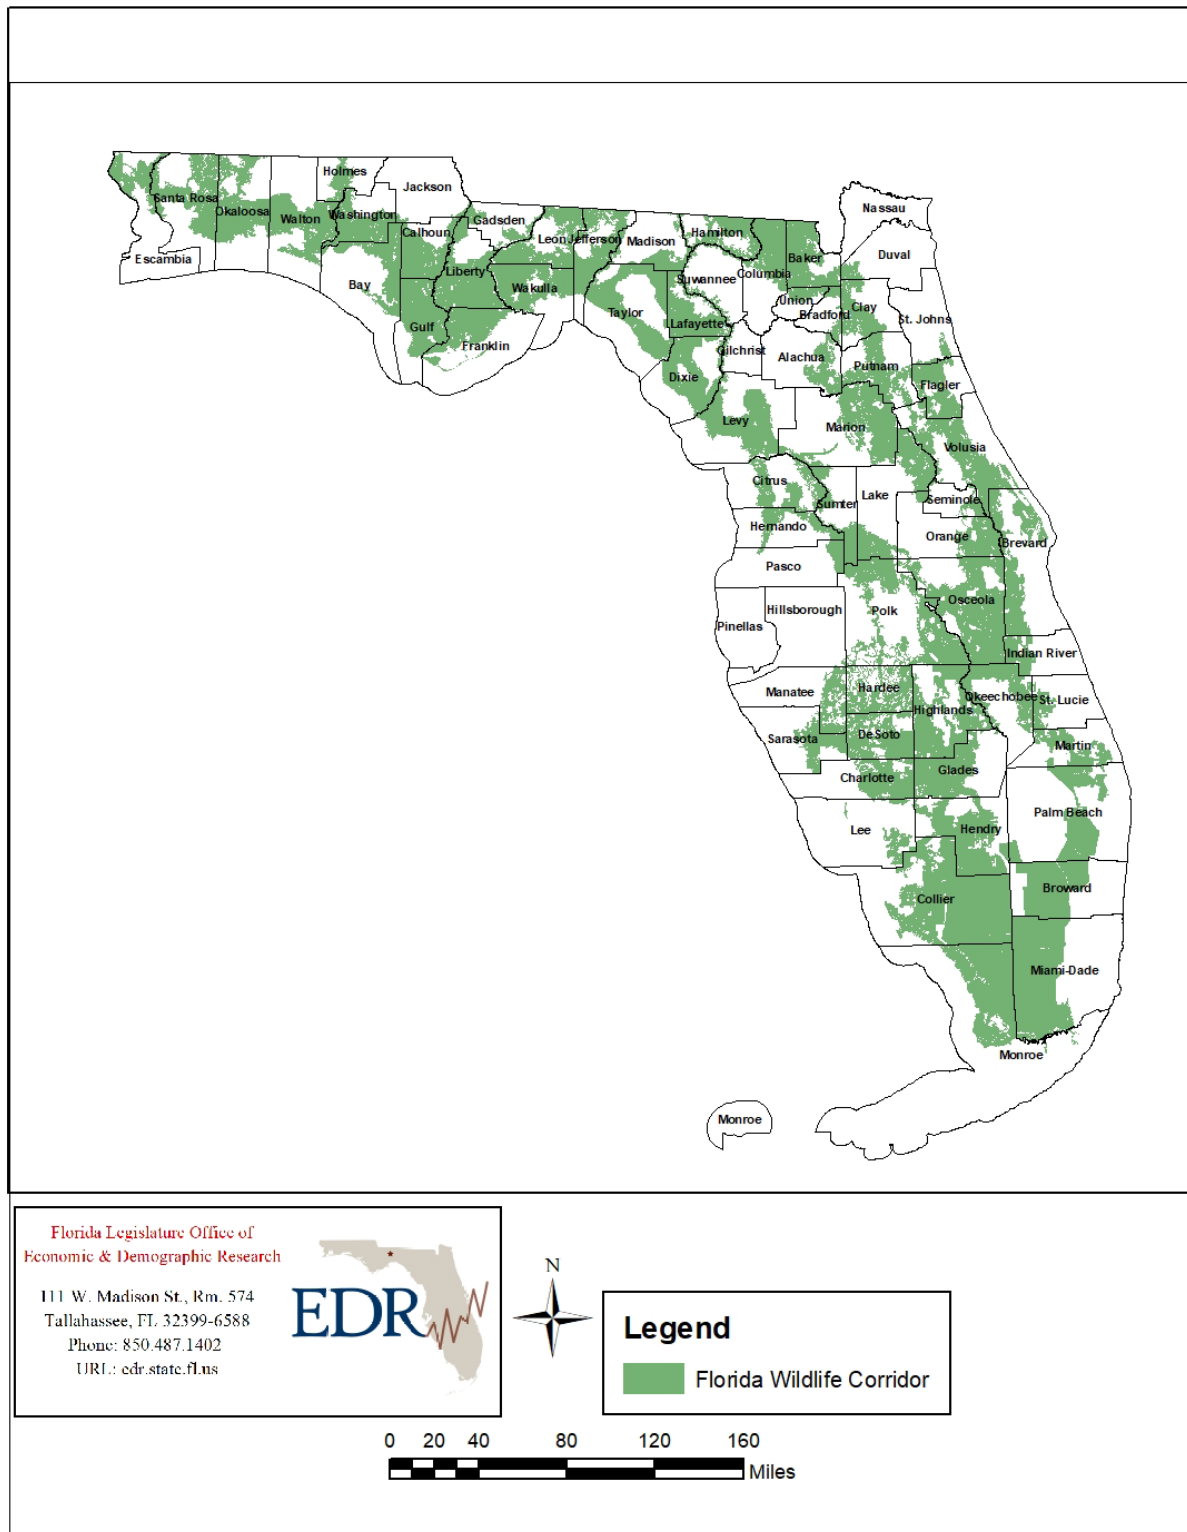 Holmes
Jackson
Santa Rosa
Okaloosa
Walton
Washington
Gadsden
Calhoun
Leon
Jefferson
Madison
Hamilton
Nassau
Baker
Duval
Escambia
Bay
Liberty
Wakulla
Suwannee
Columbia
Union
Bradford
Clay
St. Johns
Gulf
Franklin
Taylor
Lafayette
Gilchrist
Alachua
Putnam
Dixie
Flagler
Levy
Marion
Volusia
Citrus
Sumter
Lake
Seminole
Hernando
Orange
Brevard
Pasco
Hillsborough
Polk
Osceola
Pinellas
Indian River
Manatee
Hardee
Highlands
Okeechobee
St. Lucie
Sarasota
DeSoto
Martin
Charlotte
Glades
Palm Beach
Lee
Hendry
Collier
Broward
Miami-Dade
Monroe
Monroe
Florida Legislature Office of
Economic & Demographic Research
111 W. Madison St., Rm. 574
Tallahassee, FL 32399-6588
Phone: 850.487.1402
URL: edr.state.fl.us
EDR
N
Legend
Florida Wildlife Corridor
0 20 40 80 120 160
Miles